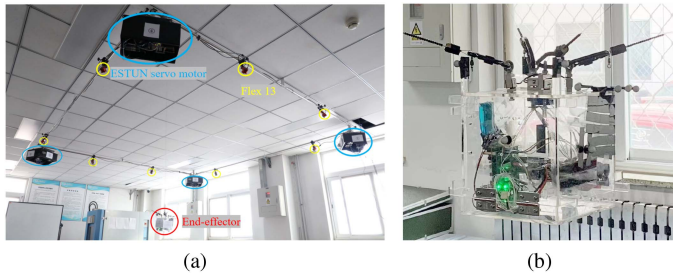 ESTUN servo motor
Flex 13
End-effector
(a)
(b)